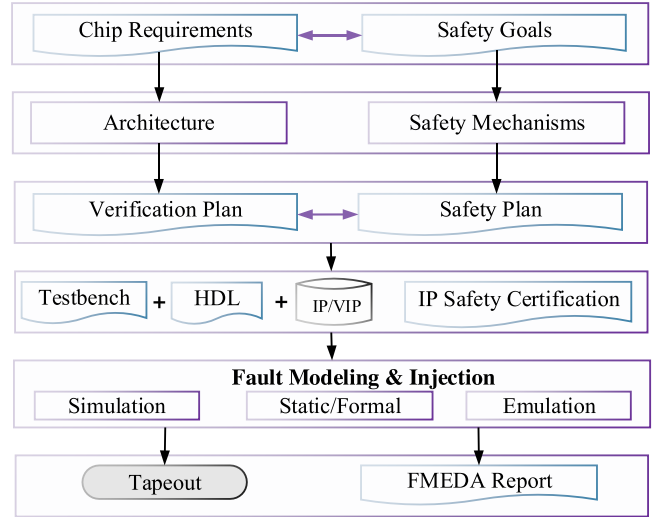 Chip Requirements
Safety Goals
Architecture
Safety Mechanisms
Verification Plan
Safety Plan
Testbench + HDL + IP/VIP
IP Safety Certification
Fault Modeling & Injection
Simulation
Static/Formal
Emulation
Tapeout
FMEDA Report